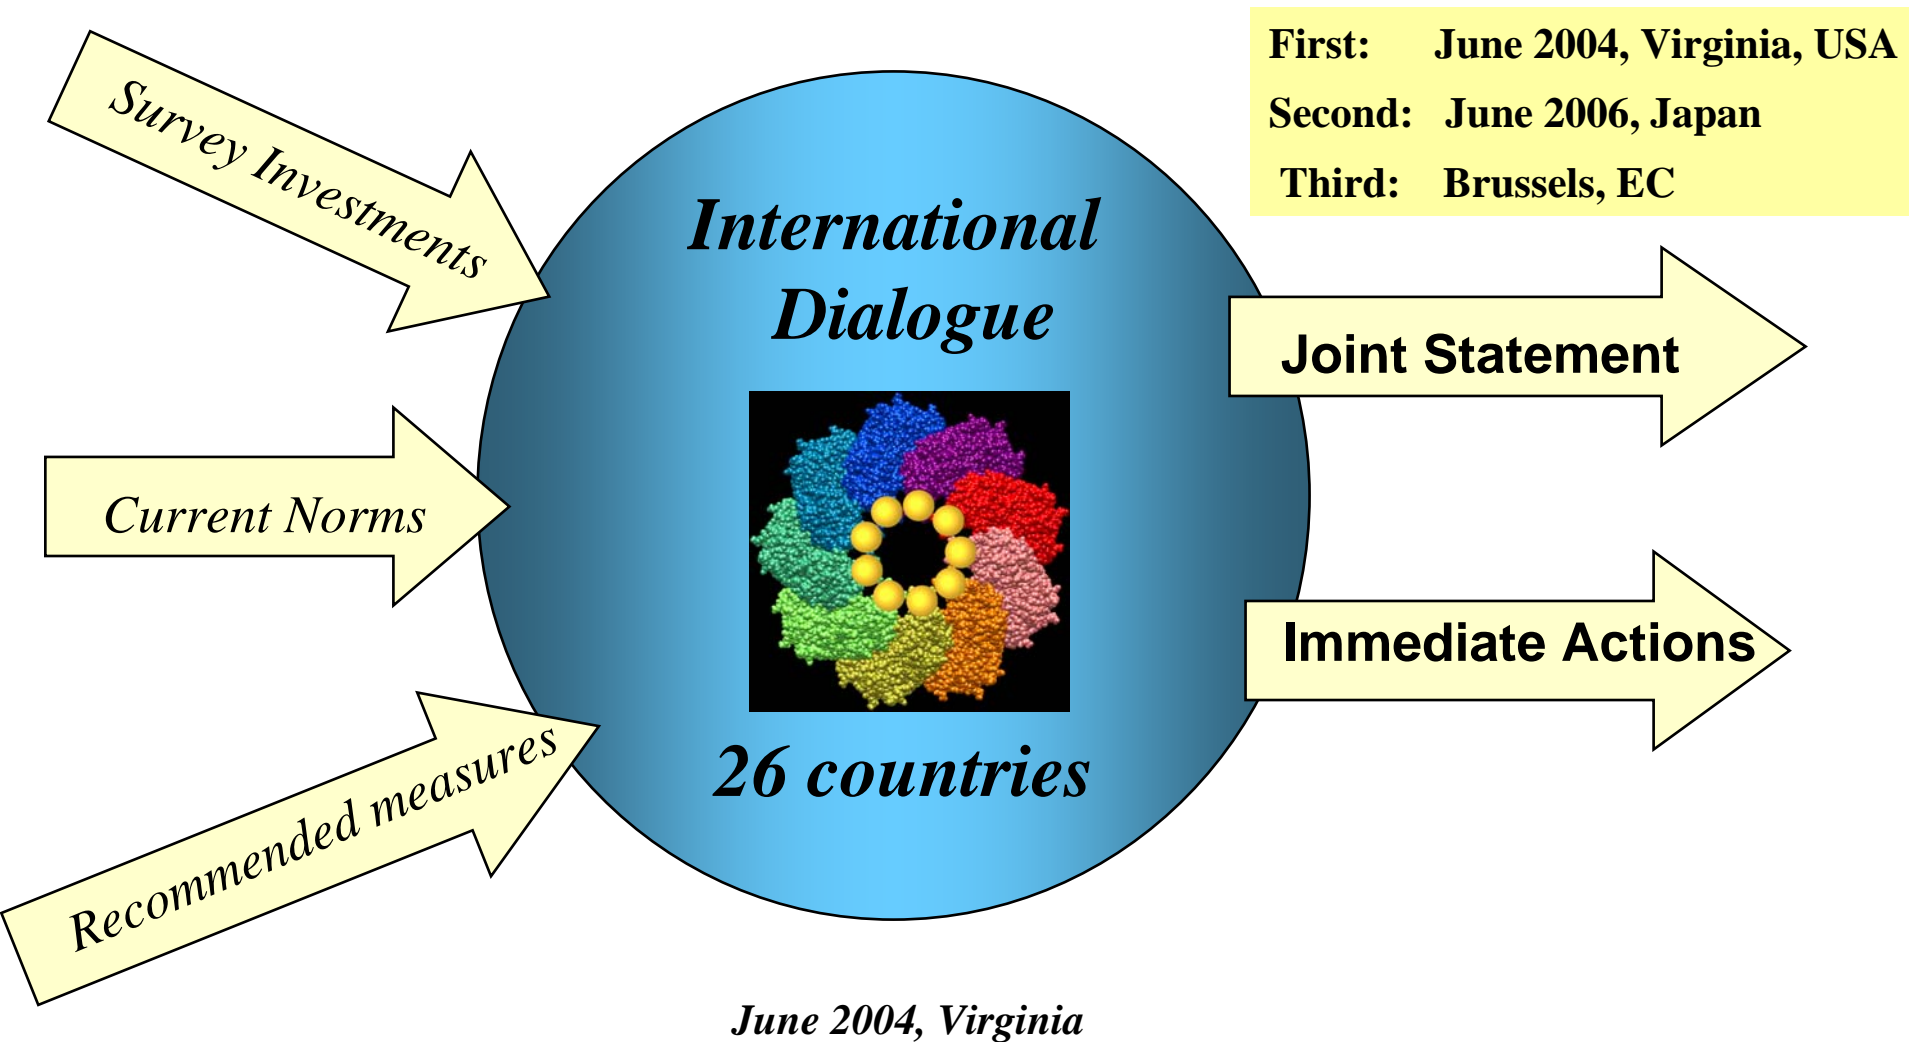 First: June 2004, Virginia, USA
Second: June 2006, Japan
Third: Brussels, EC
Survey Investments
Current Norms
Recommended measures
International
Dialogue
26 countries
Joint Statement
Immediate Actions
June 2004, Virginia